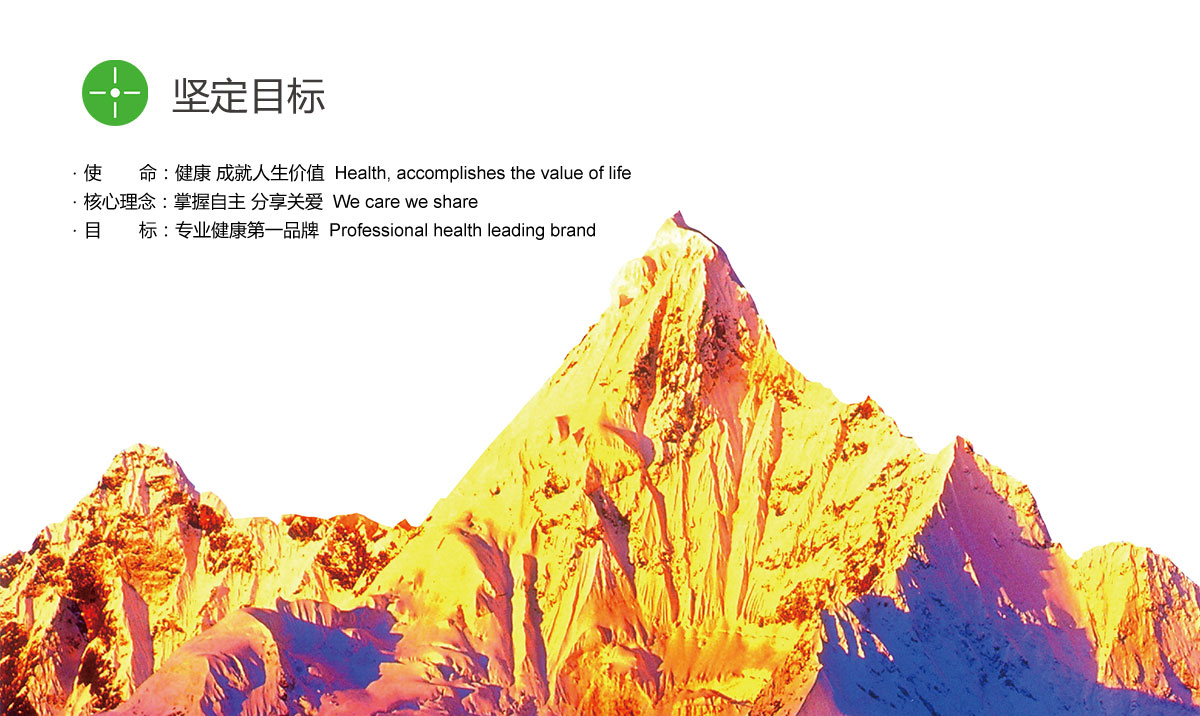 坚定目标
· 使　　命：健康 成就人生价值 Health, accomplishes the value of life
· 核心理念：掌握自主 分享关爱 We care we share
· 目　　标：专业健康第一品牌 Professional health leading brand